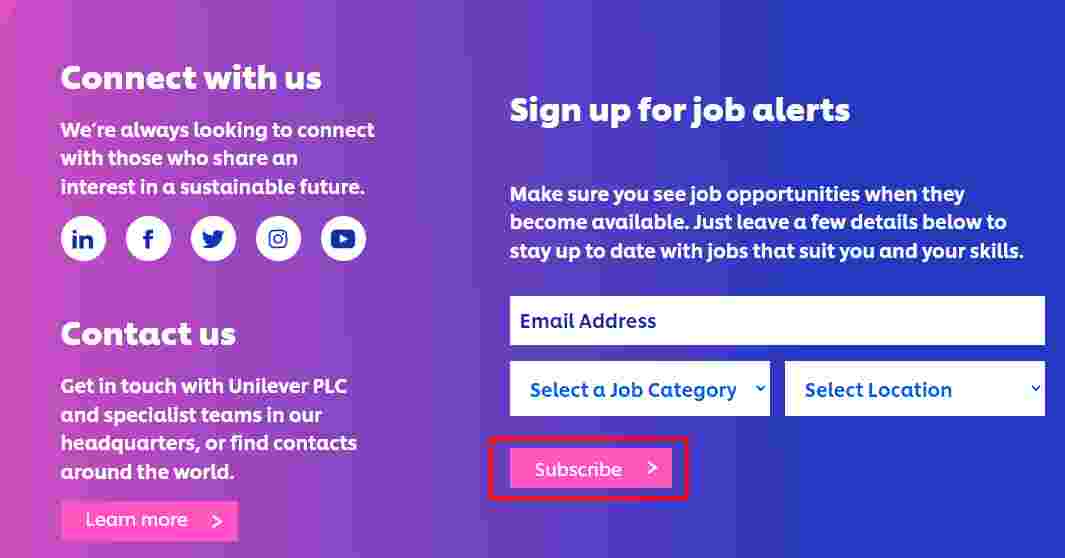 Connect with us
We're always looking to connect
with those who share an
interest in a sustainable future.
in
f
Contact us
Get in touch with Unilever PLC
and specialist teams in our
headquarters, or find contacts
around the world.
Learn more >
Sign up for job alerts
Make sure you see job opportunities when they
become available. Just leave a few details below to
stay up to date with jobs that suit you and your skills.
Email Address
Select a Job Category
Select Location
Subscribe >